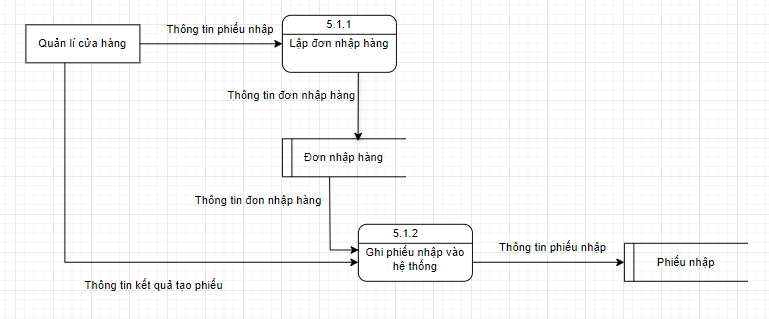 5.1.1
Thông tin phiếu nhập
Quản lí cửa hàng
Lập đơn nhập hàng
Thông tin đơn nhập hàng
Đơn nhập hàng
Thông tin đon nhập hàng
5.1.2
Ghi phiếu nhập vào
hệ thống
Thông tin phiếu nhập
Phiếu nhập
Thông tin kết quả tạo phiếu